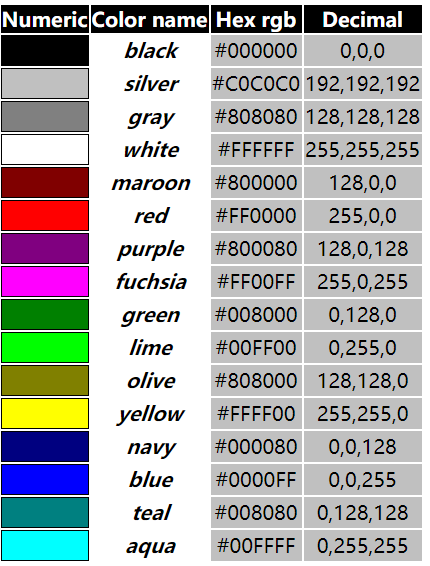 Numeric Color name Hex rgb Decimal
black #000000 0,0,0
silver #C0C0C0 192,192,192
gray #808080 128,128,128
white #FFFFFF 255,255,255
maroon #800000 128,0,0
red #FF0000 255,0,0
purple #800080 128,0,128
fuchsia #FF00FF 255,0,255
green #008000 0,128,0
lime #00FF00 0,255,0
olive #808000 128,128,0
yellow #FFFF00 255,255,0
navy #000080 0,0,128
blue #0000FF 0,0,255
teal #008080 0,128,128
aqua #00FFFF 0,255,255